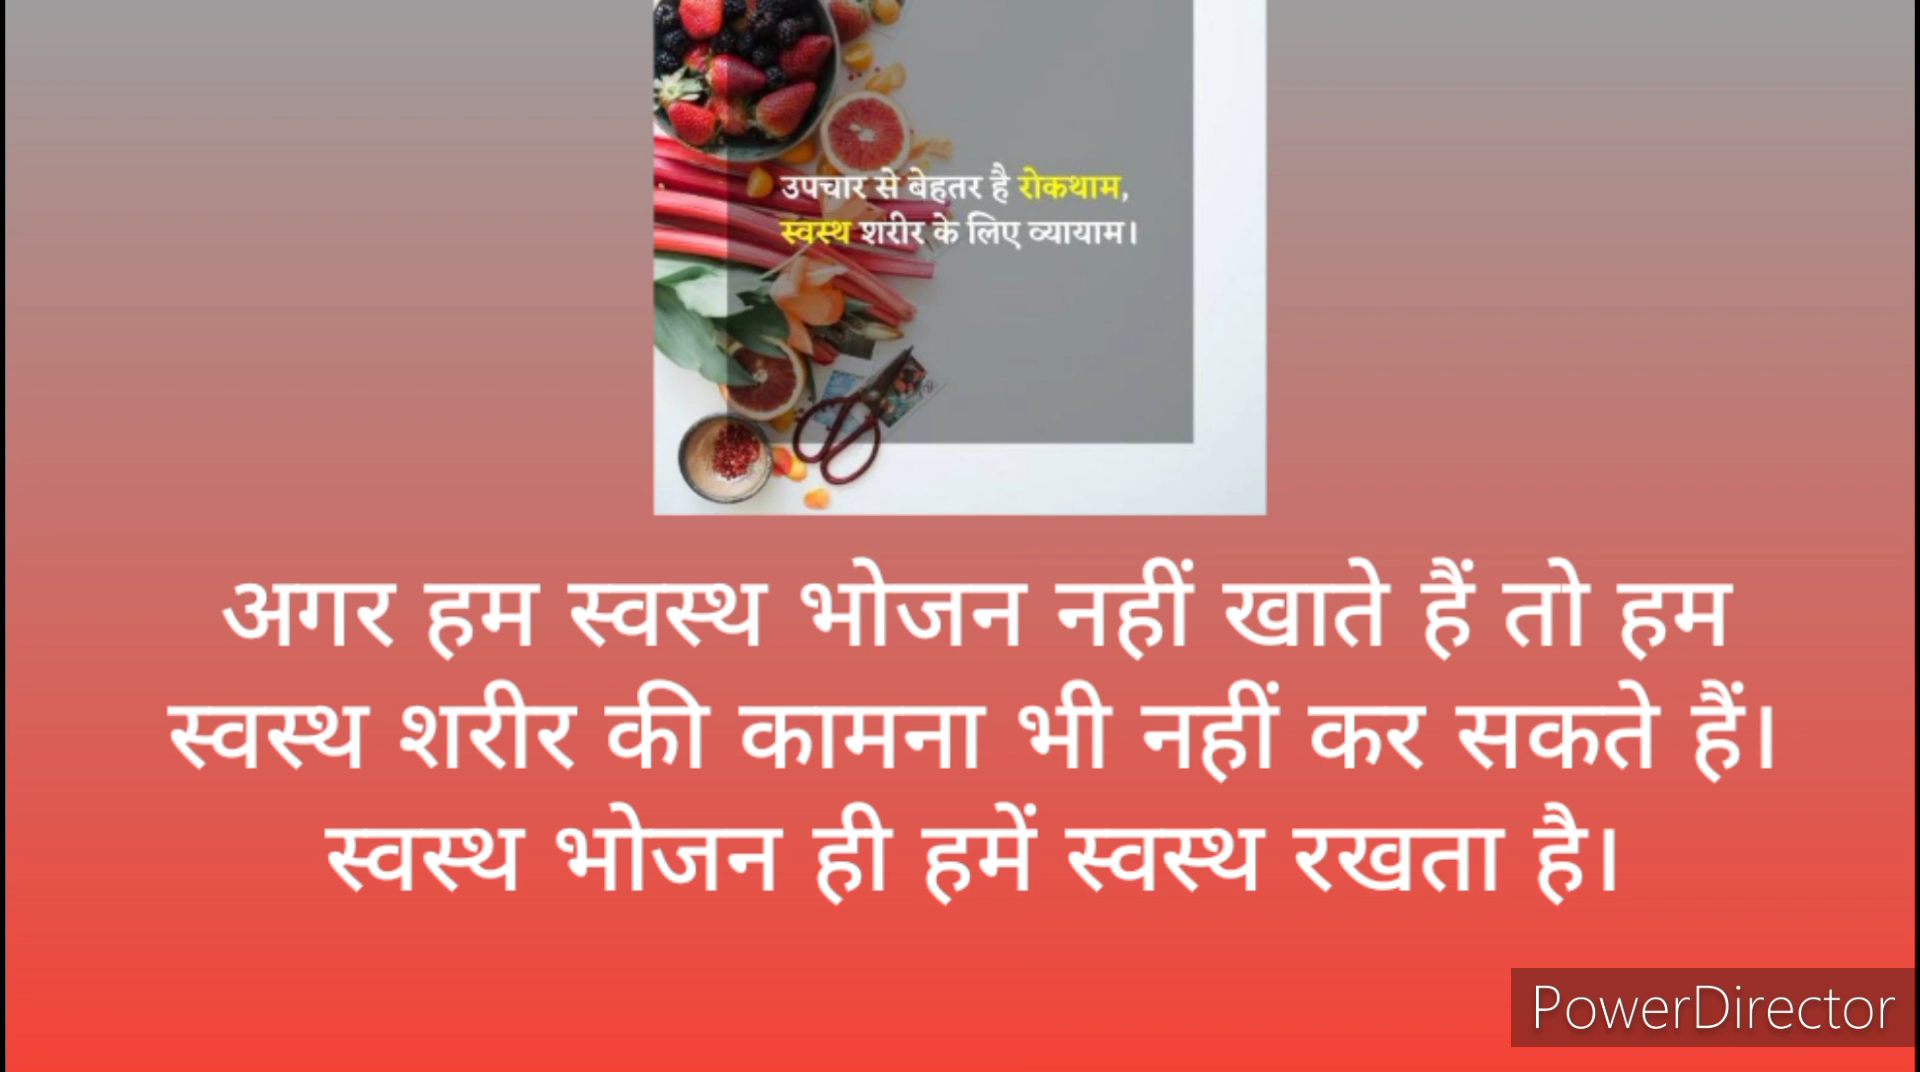 उपचार से बेहतर है रोकथाम,
स्वस्थ शरीर के लिए व्यायाम।
अगर हम स्वस्थ भोजन नहीं खाते हैं तो हम
स्वस्थ शरीर की कामना भी नहीं कर सकते हैं।
स्वस्थ भोजन ही हमें स्वस्थ रखता है।
PowerDirector